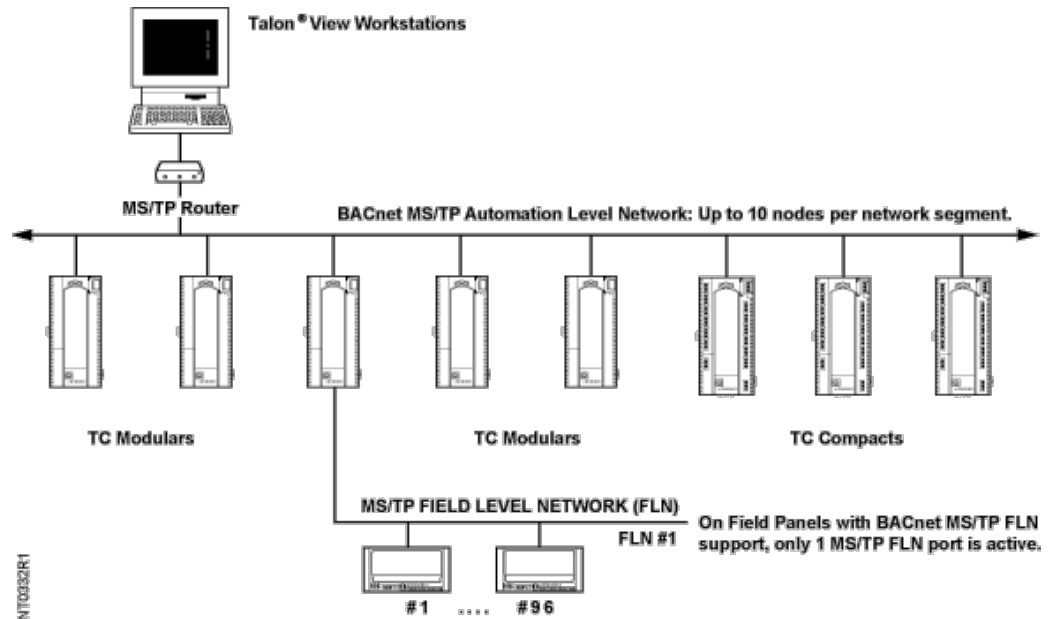 Talon® View Workstations
MS/TP Router
BACnet MS/TP Automation Level Network: Up to 10 nodes per network segment.
TC Modulars
TC Modulars
TC Compacts
MS/TP FIELD LEVEL NETWORK (FLN)
FLN #1
On Field Panels with BACnet MS/TP FLN
support, only 1 MS/TP FLN port is active.
#1 .... #96
NT0332R1